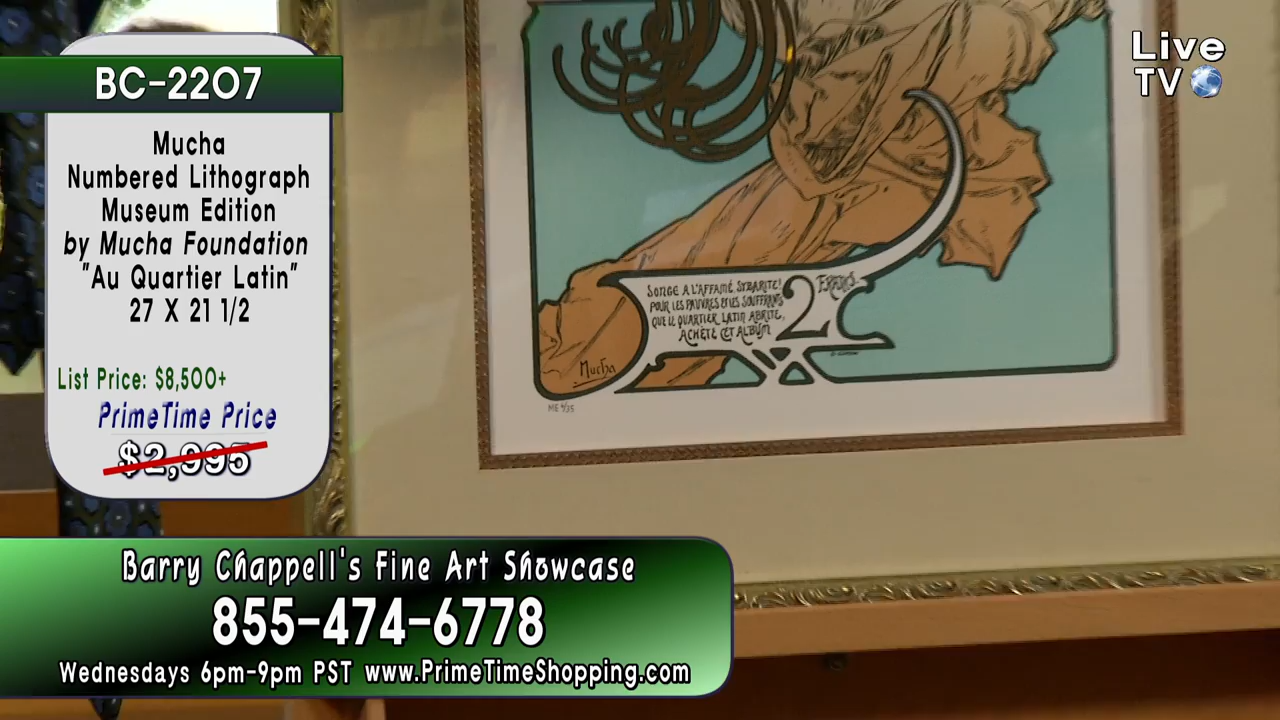 BC-2207
Mucha
Numbered Lithograph
Museum Edition
by Mucha Foundation
"Au Quartier Latin"
27 X 21 1/2
List Price: $8,500+
PrimeTime Price
$2,995
Live
TV
SONGE A L'AFFAMÉ SYBARITE!
POUR LES PAUVRES ET LES SOUFFRANTS
QUE LE QUARTIER LATIN ABRITE,
ACHÈTE CET ALBUM
2 FRANCS
Mucha
Barry Chappell's Fine Art Showcase
855-474-6778
Wednesdays 6pm-9pm PST www.PrimeTimeShopping.com